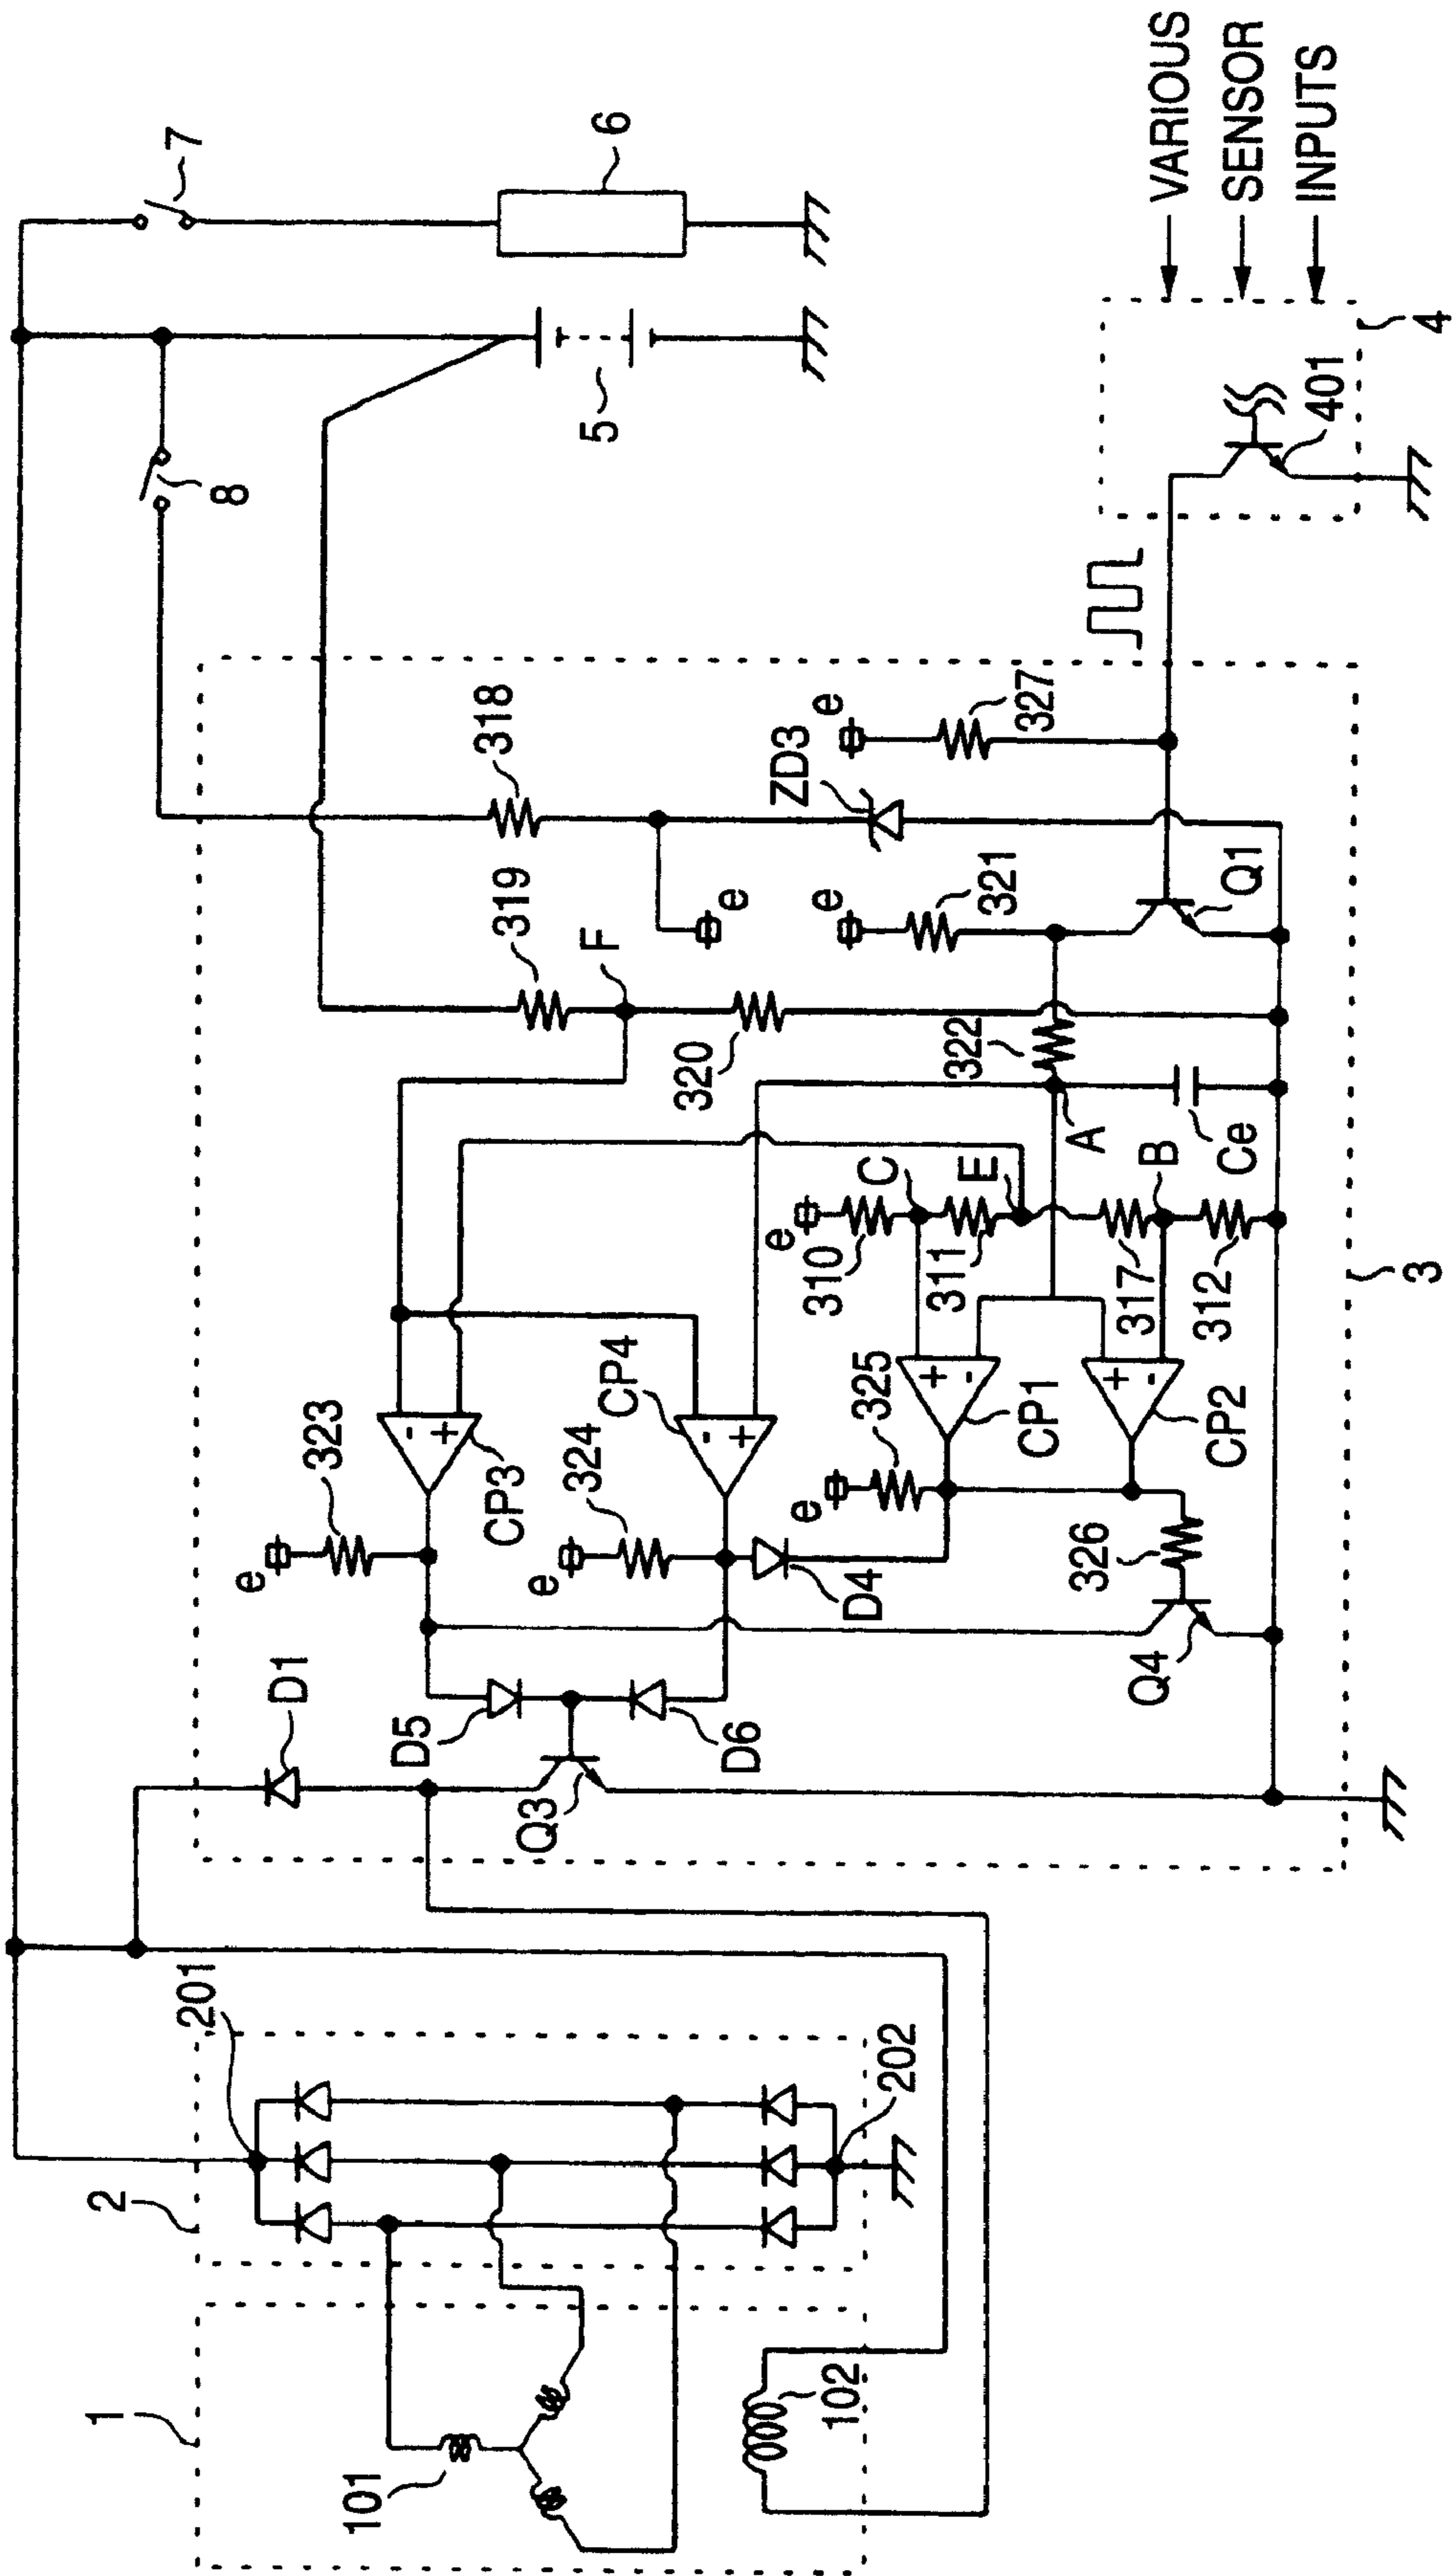 1
101
102
2
201
202
D1
Q3
D5
D6
e
323
CP3
-
+
e
324
CP4
-
+
D4
Q4
326
e
325
CP1
+
-
CP2
+
-
e
310
C
311
E
317
B
312
A
Ce
322
F
319
320
318
e
e
321
ZD3
e
327
Q1
3
8
5
7
6
4
401
VARIOUS
SENSOR
INPUTS